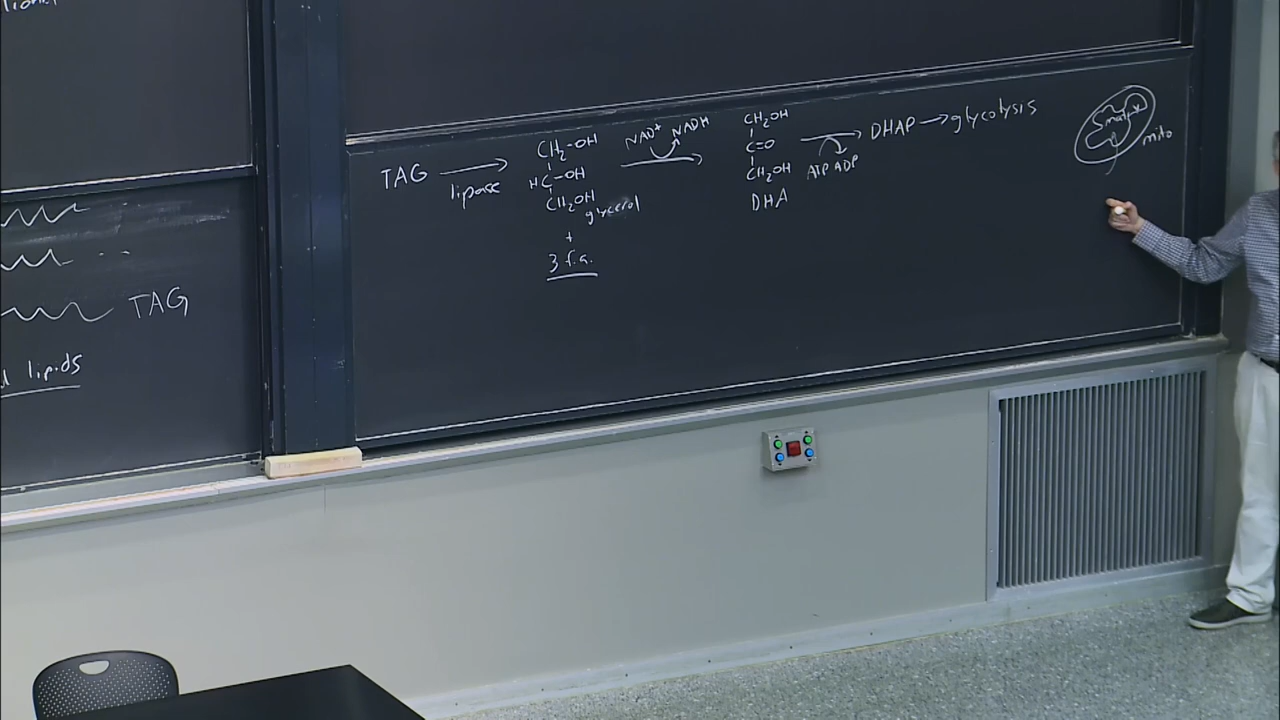 TAG
lipids
TAG
lipase
CH₂-OH
HC-OH
CH₂OH
glycerol
+
3 f.a.
NAD⁺ NADH
CH₂OH
C=O
CH₂OH
DHA
ATP ADP
DHAP → glycolysis
matrix
mito